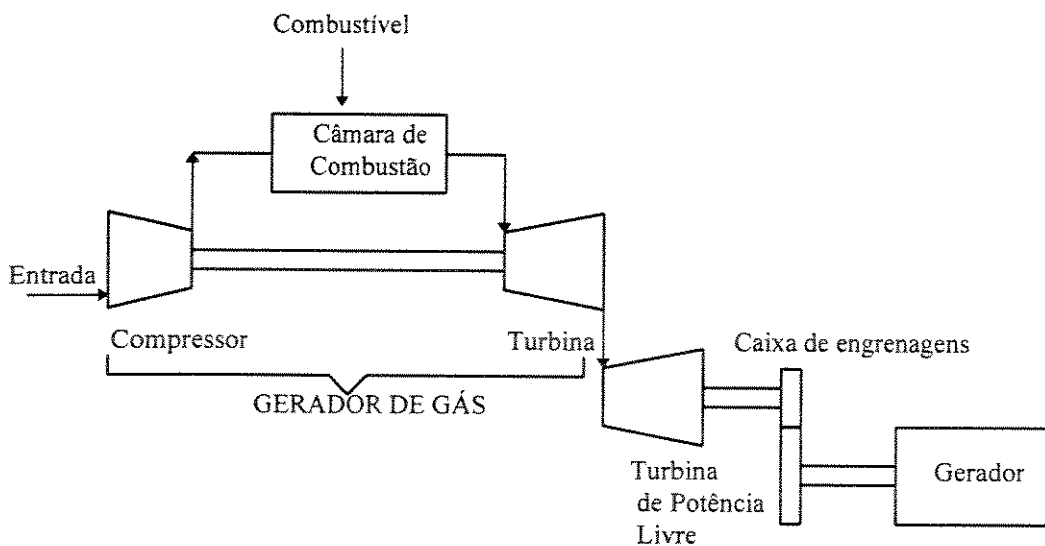 Combustível
Câmara de
Combustão
Entrada
Compressor
Turbina
Caixa de engrenagens
GERADOR DE GÁS
Turbina
de Potência
Livre
Gerador